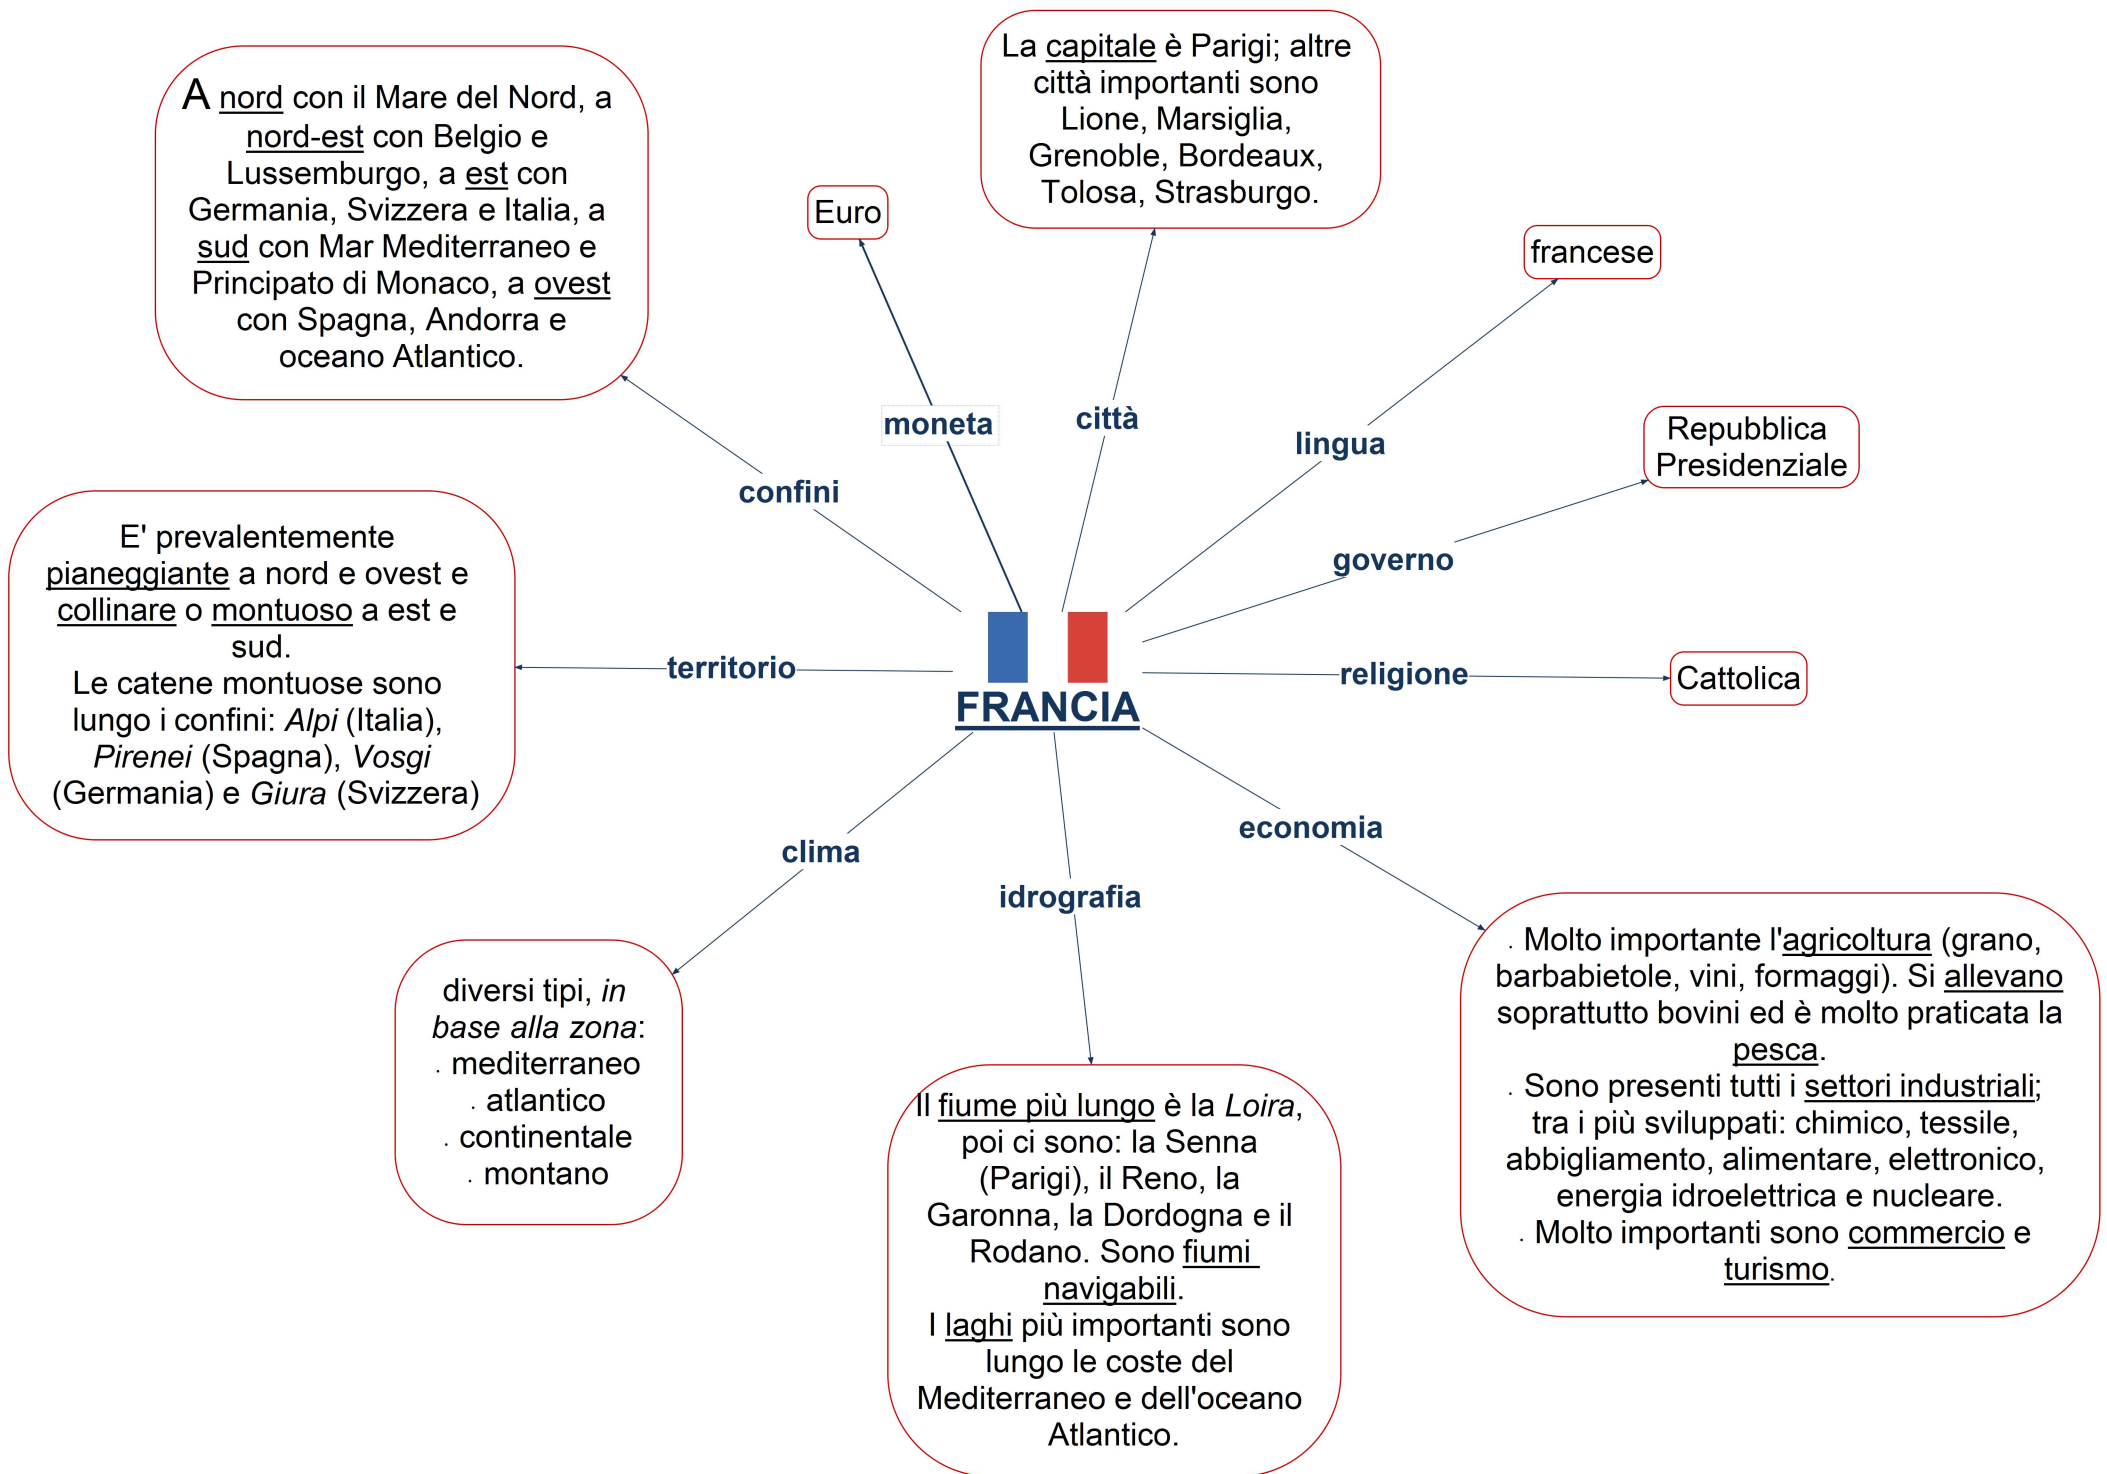 La capitale è Parigi; altre
città importanti sono
Lione, Marsiglia,
Grenoble, Bordeaux,
Tolosa, Strasburgo.
A nord con il Mare del Nord, a
nord-est con Belgio e
Lussemburgo, a est con
Germania, Svizzera e Italia, a
sud con Mar Mediterraneo e
Principato di Monaco, a ovest
con Spagna, Andorra e
oceano Atlantico.
Euro
francese
Repubblica
Presidenziale
moneta
città
lingua
confini
governo
E' prevalentemente
pianeggiante a nord e ovest e
collinare o montuoso a est e
sud.
Le catene montuose sono
lungo i confini: Alpi (Italia),
Pirenei (Spagna), Vosgi
(Germania) e Giura (Svizzera)
territorio
religione
Cattolica
FRANCIA
clima
idrografia
economia
diversi tipi, in
base alla zona:
. mediterraneo
. atlantico
. continentale
. montano
Il fiume più lungo è la Loira,
poi ci sono: la Senna
(Parigi), il Reno, la
Garonna, la Dordogna e il
Rodano. Sono fiumi
navigabili.
I laghi più importanti sono
lungo le coste del
Mediterraneo e dell'oceano
Atlantico.
. Molto importante l'agricoltura (grano,
barbabietole, vini, formaggi). Si allevano
soprattutto bovini ed è molto praticata la
pesca.
. Sono presenti tutti i settori industriali;
tra i più sviluppati: chimico, tessile,
abbigliamento, alimentare, elettronico,
energia idroelettrica e nucleare.
. Molto importanti sono commercio e
turismo.